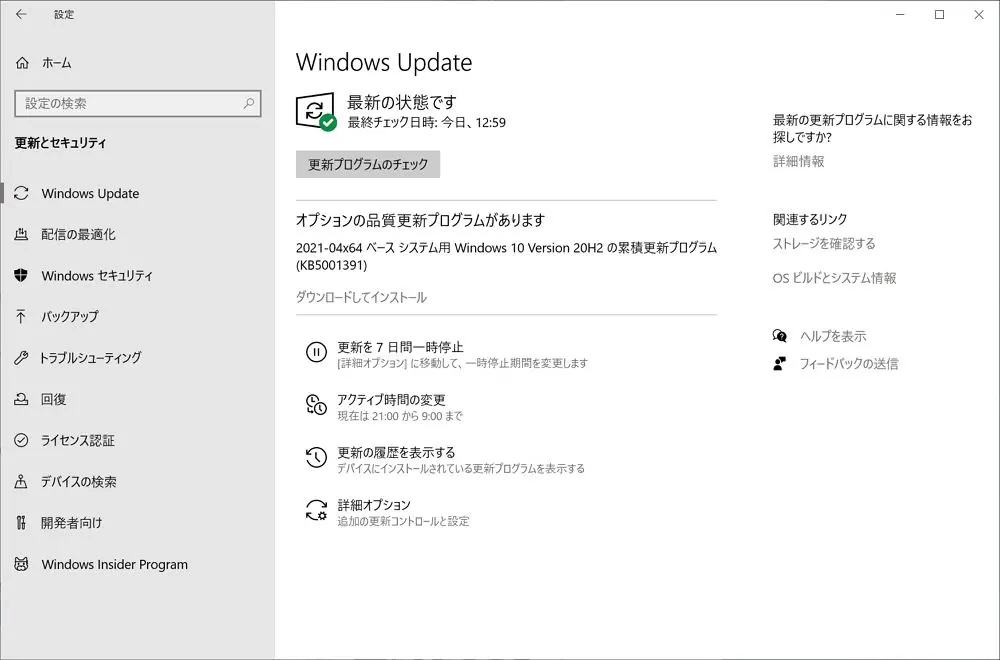 設定
ホーム
設定の検索
更新とセキュリティ
Windows Update
配信の最適化
Windows セキュリティ
バックアップ
トラブルシューティング
回復
ライセンス認証
デバイスの検索
開発者向け
Windows Insider Program
Windows Update
最新の状態です
最終チェック日時: 今日、12:59
更新プログラムのチェック
オプションの品質更新プログラムがあります
2021-04x64 ベース システム用 Windows 10 Version 20H2 の累積更新プログラム
(KB5001391)
ダウンロードしてインストール
更新を 7 日間一時停止
[詳細オプション] に移動して、一時停止期間を変更します
アクティブ時間の変更
現在は 21:00 から 9:00 まで
更新の履歴を表示する
デバイスにインストールされている更新プログラムを表示する
詳細オプション
追加の更新コントロールと設定
最新の更新プログラムに関する情報をお
探しですか?
詳細情報
関連するリンク
ストレージを確認する
OS ビルドとシステム情報
ヘルプを表示
フィードバックの送信